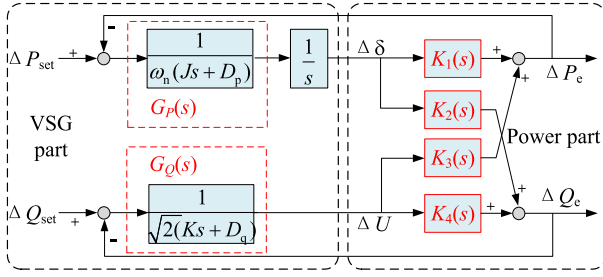 -
Δ P_set + 1 / ω_n(Js + D_p) 1 / s Δ δ K_1(s) + Δ P_e
G_P(s) +
K_2(s)
VSG part Power part
G_Q(s) K_3(s)
Δ Q_set + 1 / √2(Ks + D_q) Δ U K_4(s) + + Δ Q_e
-